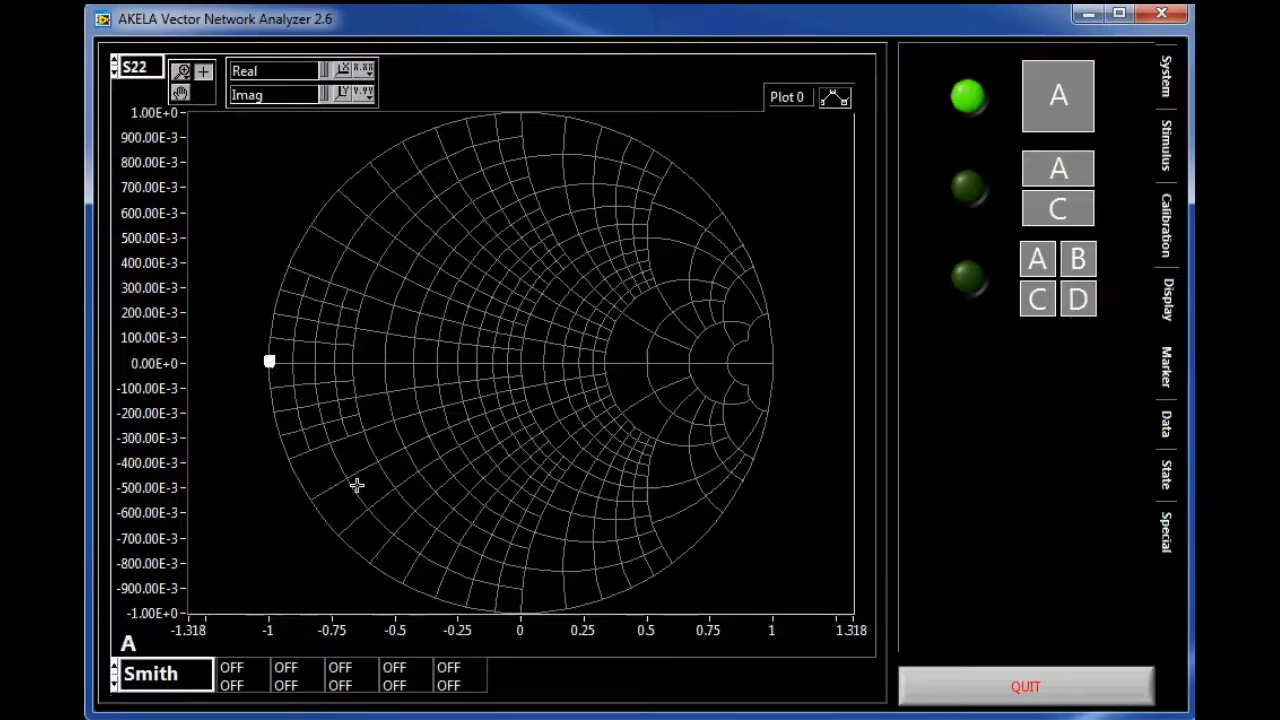 AKELA Vector Network Analyzer 2.6
S22
Real
Imag
Plot 0
1.00E+0
900.00E-3
800.00E-3
700.00E-3
600.00E-3
500.00E-3
400.00E-3
300.00E-3
200.00E-3
100.00E-3
0.00E+0
-100.00E-3
-200.00E-3
-300.00E-3
-400.00E-3
-500.00E-3
-600.00E-3
-700.00E-3
-800.00E-3
-900.00E-3
-1.00E+0
-1.318 -1 -0.75 -0.5 -0.25 0 0.25 0.5 0.75 1 1.318
A
Smith
OFF OFF OFF OFF OFF
OFF OFF OFF OFF OFF
A
A
C
A B
C D
System
Stimulus
Calibration
Display
Marker
Data
State
Special
QUIT